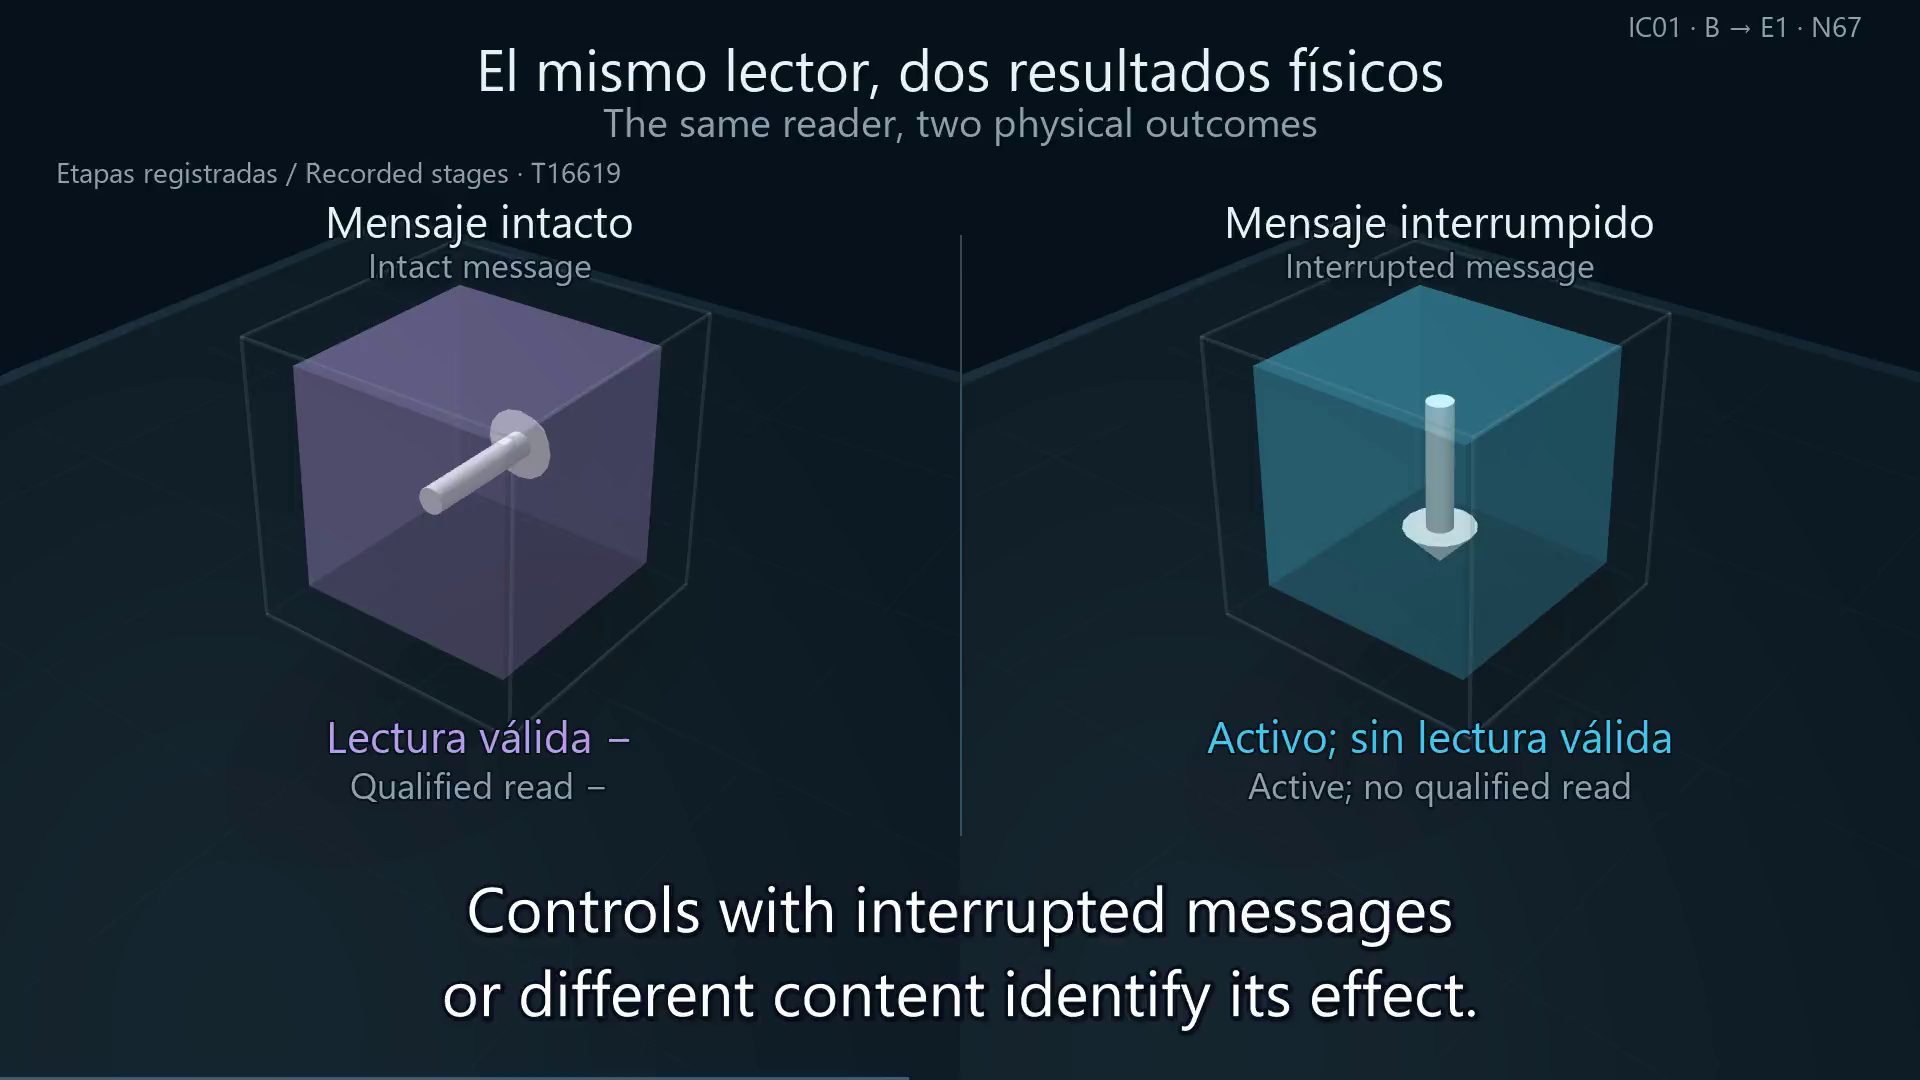 IC01 · B → E1 · N67
El mismo lector, dos resultados físicos
The same reader, two physical outcomes
Etapas registradas / Recorded stages · T16619
Mensaje intacto
Intact message
Lectura válida −
Qualified read −
Mensaje interrumpido
Interrupted message
Activo; sin lectura válida
Active; no qualified read
Controls with interrupted messages
or different content identify its effect.